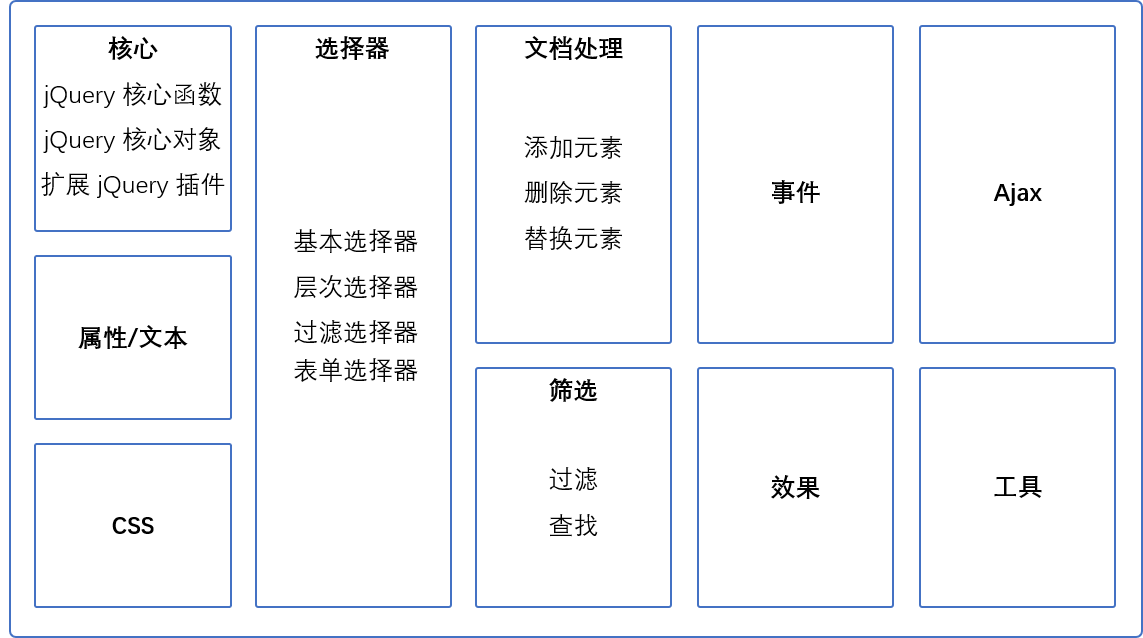 核心
jQuery 核心函数
jQuery 核心对象
扩展 jQuery 插件
属性/文本
CSS
选择器
基本选择器
层次选择器
过滤选择器
表单选择器
文档处理
添加元素
删除元素
替换元素
筛选
过滤
查找
事件
效果
Ajax
工具